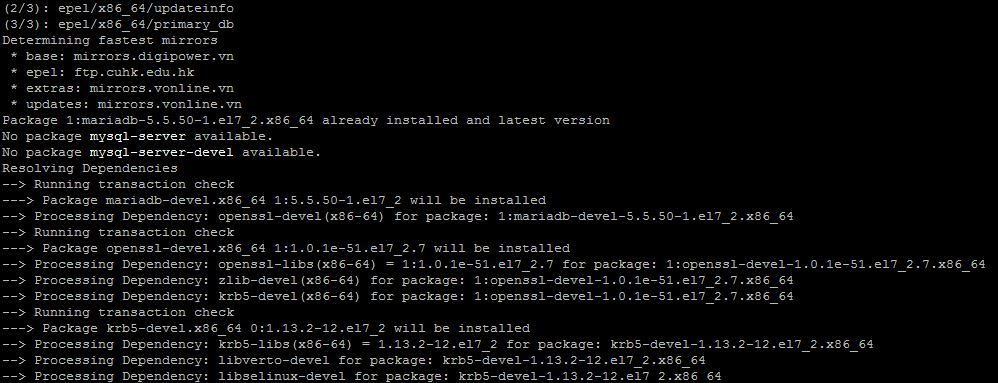 (2/3): epel/x86_64/updateinfo
(3/3): epel/x86_64/primary_db
Determining fastest mirrors
* base: mirrors.digipower.vn
* epel: ftp.cuhk.edu.hk
* extras: mirrors.vonline.vn
* updates: mirrors.vonline.vn
Package 1:mariadb-5.5.50-1.el7_2.x86_64 already installed and latest version
No package mysql-server available.
No package mysql-server-devel available.
Resolving Dependencies
--> Running transaction check
---> Package mariadb-devel.x86_64 1:5.5.50-1.el7_2 will be installed
--> Processing Dependency: openssl-devel(x86-64) for package: 1:mariadb-devel-5.5.50-1.el7_2.x86_64
--> Running transaction check
---> Package openssl-devel.x86_64 1:1.0.1e-51.el7_2.7 will be installed
--> Processing Dependency: openssl-libs(x86-64) = 1:1.0.1e-51.el7_2.7 for package: 1:openssl-devel-1.0.1e-51.el7_2.7.x86_64
--> Processing Dependency: zlib-devel(x86-64) for package: 1:openssl-devel-1.0.1e-51.el7_2.7.x86_64
--> Processing Dependency: krb5-devel(x86-64) for package: 1:openssl-devel-1.0.1e-51.el7_2.7.x86_64
--> Running transaction check
---> Package krb5-devel.x86_64 0:1.13.2-12.el7_2 will be installed
--> Processing Dependency: krb5-libs(x86-64) = 1.13.2-12.el7_2 for package: krb5-devel-1.13.2-12.el7_2.x86_64
--> Processing Dependency: libverto-devel for package: krb5-devel-1.13.2-12.el7_2.x86_64
--> Processing Dependency: libselinux-devel for package: krb5-devel-1.13.2-12.el7_2.x86_64